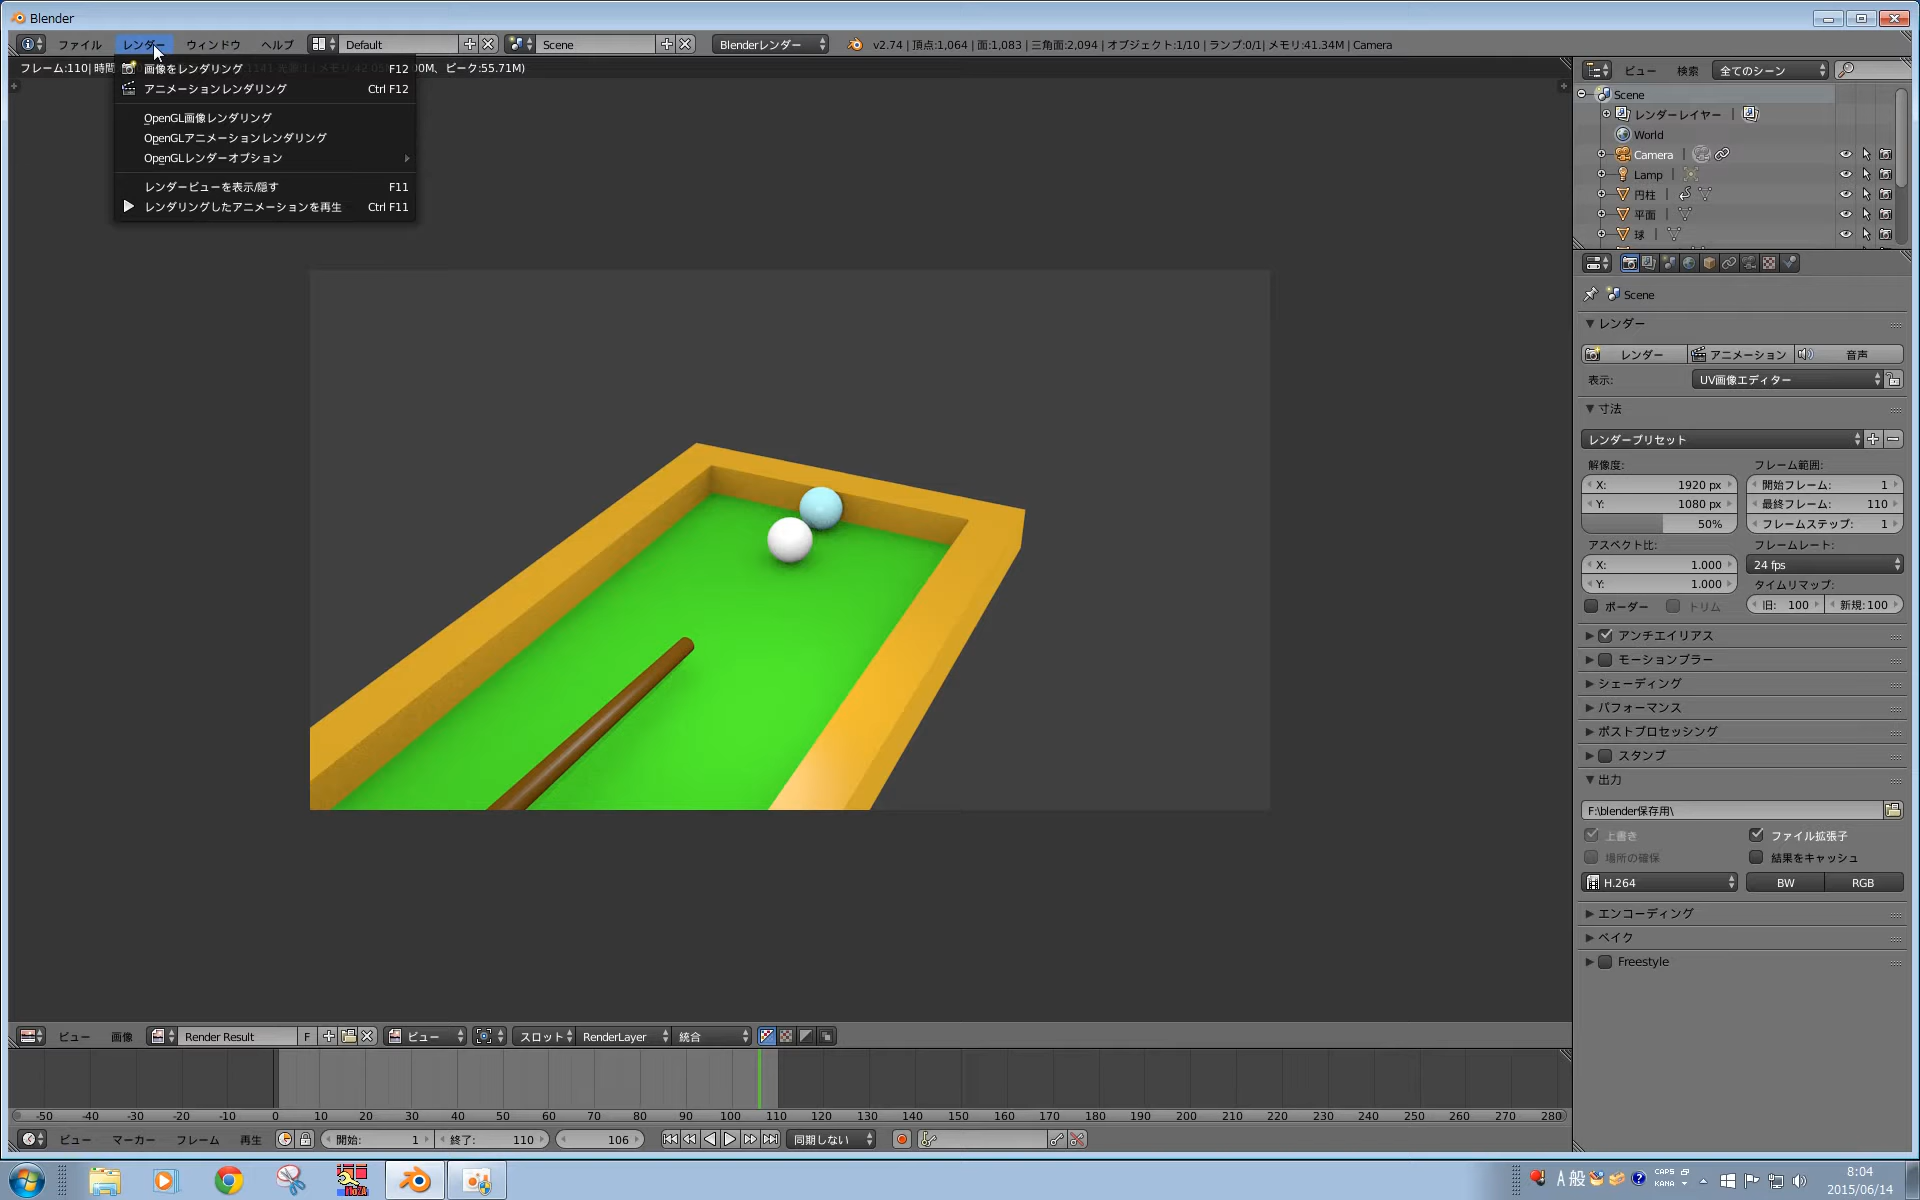 Blender
ファイル レンダー ウィンドウ ヘルプ Default Scene Blenderレンダー v2.74 | 頂点:1,064 | 面:1,083 | 三角面:2,094 | オブジェクト:1/10 | ランプ:0/1 | メモリ:41.34M | Camera
フレーム:110| 時間 00M、ピーク:55.71M)
画像をレンダリング F12
アニメーションレンダリング Ctrl F12
OpenGL画像レンダリング
OpenGLアニメーションレンダリング
OpenGLレンダーオプション
レンダービューを表示/隠す F11
レンダリングしたアニメーションを再生 Ctrl F11
ビュー 検索 全てのシーン
Scene
レンダーレイヤー
World
Camera
Lamp
円柱
平面
球
Scene
レンダー
レンダー アニメーション 音声
表示: UV画像エディター
寸法
レンダープリセット
解像度: フレーム範囲:
X: 1920 px 開始フレーム: 1
Y: 1080 px 最終フレーム: 110
50% フレームステップ: 1
アスペクト比: フレームレート:
X: 1.000 24 fps
Y: 1.000 タイムリマップ:
ボーダー トリム 旧: 100 新規:100
アンチエイリアス
モーションブラー
シェーディング
パフォーマンス
ポストプロセッシング
スタンプ
出力
F:\blender保存用\
上書き ファイル拡張子
場所の確保 結果をキャッシュ
H.264 BW RGB
エンコーディング
ベイク
Freestyle
ビュー 画像 Render Result F ビュー スロット RenderLayer 統合
-50 -40 -30 -20 -10 0 10 20 30 40 50 60 70 80 90 100 110 120 130 140 150 160 170 180 190 200 210 220 230 240 250 260 270 280
ビュー マーカー フレーム 再生 開始: 1 終了: 110 106 同期しない
A 般 CAPS KANA 8:04
2015/06/14